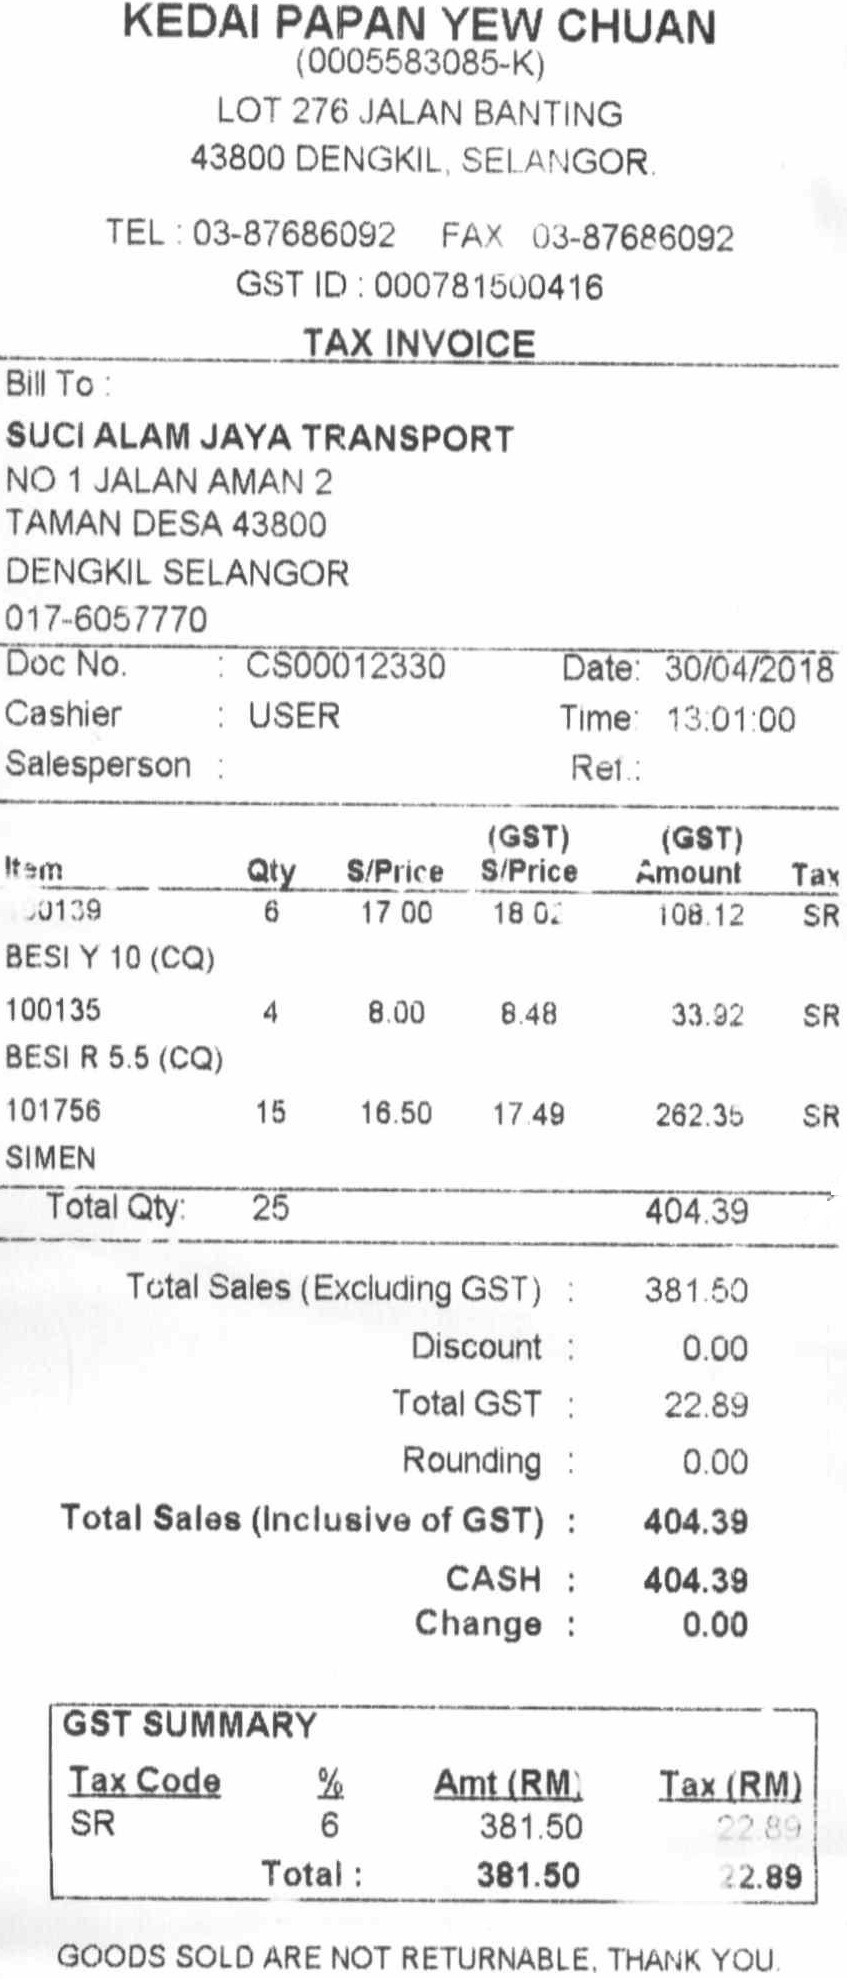 KEDAI PAPAN YEW CHUAN
(0005583085-K)
LOT 276 JALAN BANTING
43800 DENGKIL, SELANGOR.
TEL : 03-87686092 FAX 03-87686092
GST ID : 000781500416
TAX INVOICE
Bill To :
SUCI ALAM JAYA TRANSPORT
NO 1 JALAN AMAN 2
TAMAN DESA 43800
DENGKIL SELANGOR
017-6057770
Doc No. : CS00012330 Date: 30/04/2018
Cashier : USER Time: 13:01:00
Salesperson : Ref.:
(GST) (GST)
Item Qty S/Price S/Price Amount Tax
6 17.00 18.02 108.12 SR
BESI Y 10 (CQ)
100135 4 8.00 8.48 33.92 SR
BESI R 5.5 (CQ)
101756 15 16.50 17.49 262.35 SR
SIMEN
Total Qty: 25 404.39
Total Sales (Excluding GST) : 381.50
Discount : 0.00
Total GST : 22.89
Rounding : 0.00
Total Sales (Inclusive of GST) : 404.39
CASH : 404.39
Change : 0.00
GST SUMMARY
Tax Code % Amt (RM) Tax (RM)
SR 6 381.50 22.89
Total : 381.50 22.89
GOODS SOLD ARE NOT RETURNABLE, THANK YOU.